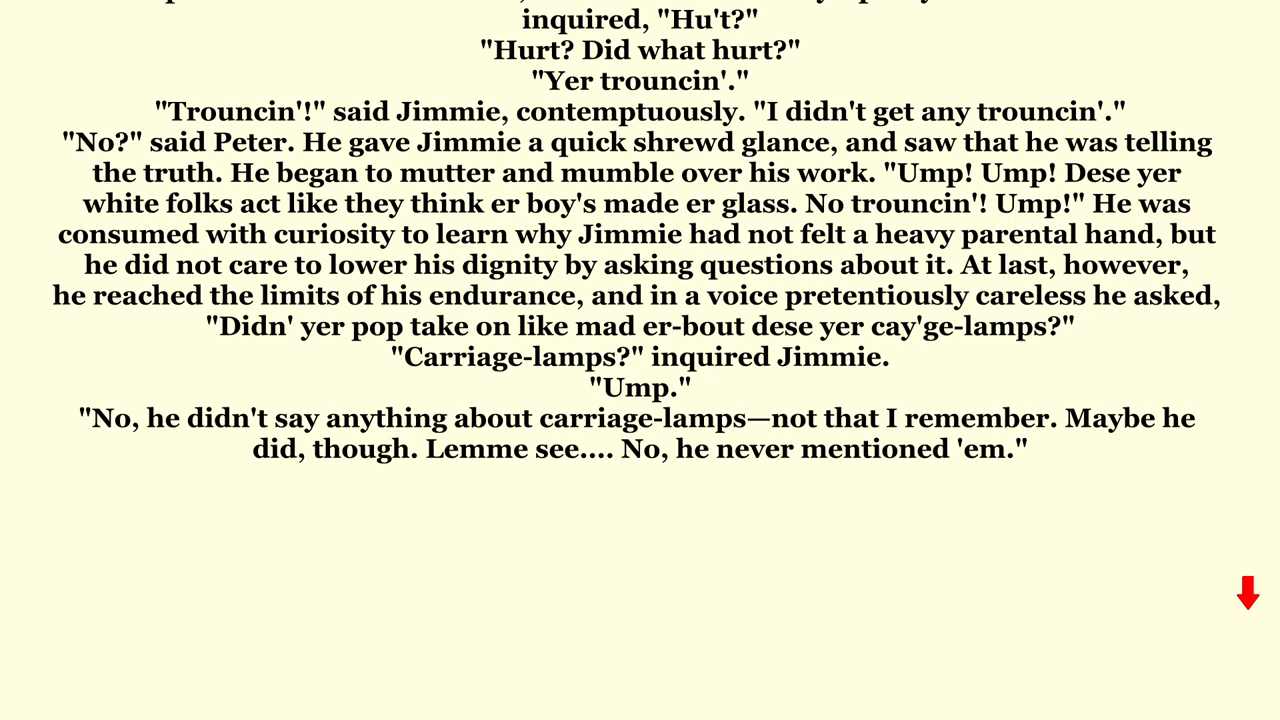 inquired, "Hu't?"
"Hurt? Did what hurt?"
"Yer trouncin'."
"Trouncin'!" said Jimmie, contemptuously. "I didn't get any trouncin'."
"No?" said Peter. He gave Jimmie a quick shrewd glance, and saw that he was telling
the truth. He began to mutter and mumble over his work. "Ump! Ump! Dese yer
white folks act like they think er boy's made er glass. No trouncin'! Ump!" He was
consumed with curiosity to learn why Jimmie had not felt a heavy parental hand, but
he did not care to lower his dignity by asking questions about it. At last, however,
he reached the limits of his endurance, and in a voice pretentiously careless he asked,
"Didn' yer pop take on like mad er-bout dese yer cay'ge-lamps?"
"Carriage-lamps?" inquired Jimmie.
"Ump."
"No, he didn't say anything about carriage-lamps—not that I remember. Maybe he
did, though. Lemme see.... No, he never mentioned 'em."